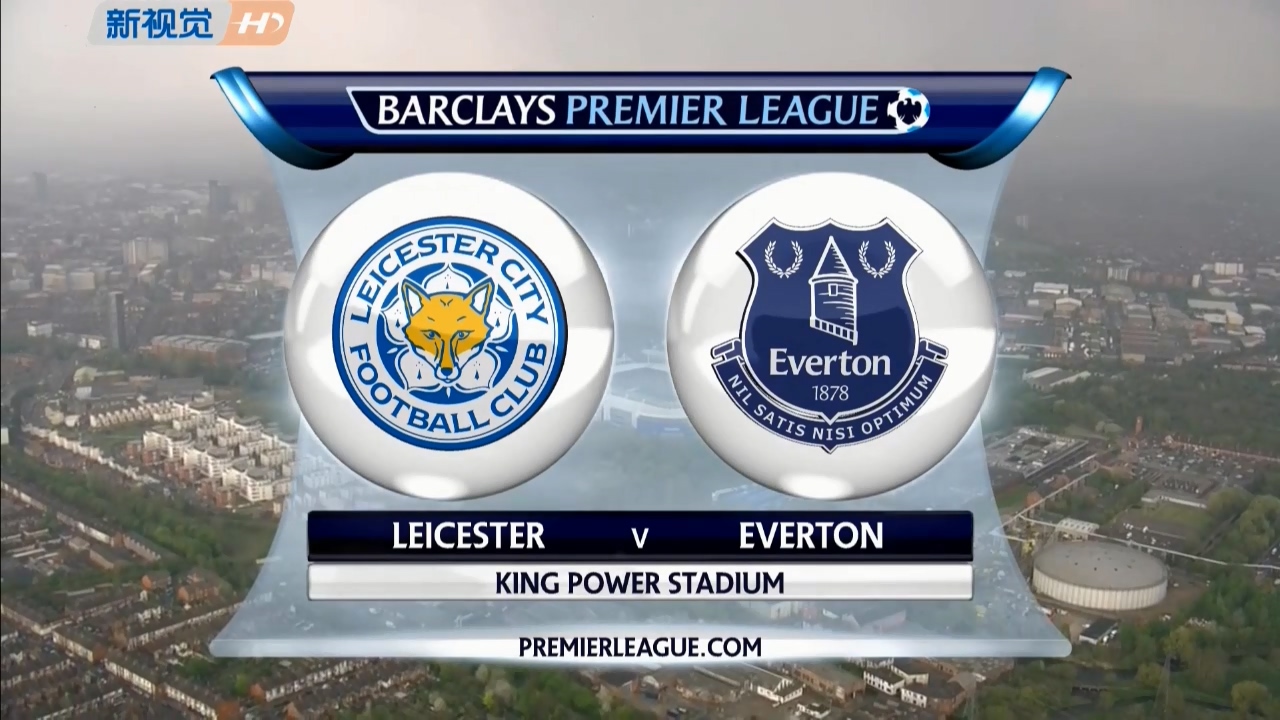 新视觉 HD
BARCLAYS PREMIER LEAGUE
LEICESTER CITY
FOOTBALL CLUB
Everton
1878
NIL SATIS NISI OPTIMUM
LEICESTER v EVERTON
KING POWER STADIUM
PREMIERLEAGUE.COM